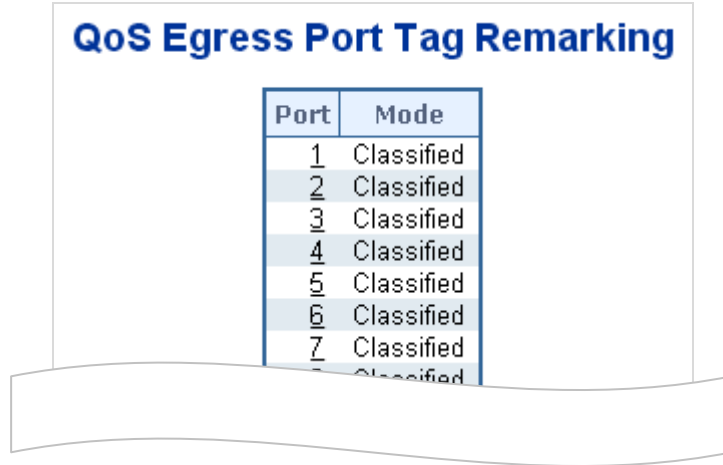 QoS Egress Port Tag Remarking
Port Mode
1 Classified
2 Classified
3 Classified
4 Classified
5 Classified
6 Classified
7 Classified
Classified